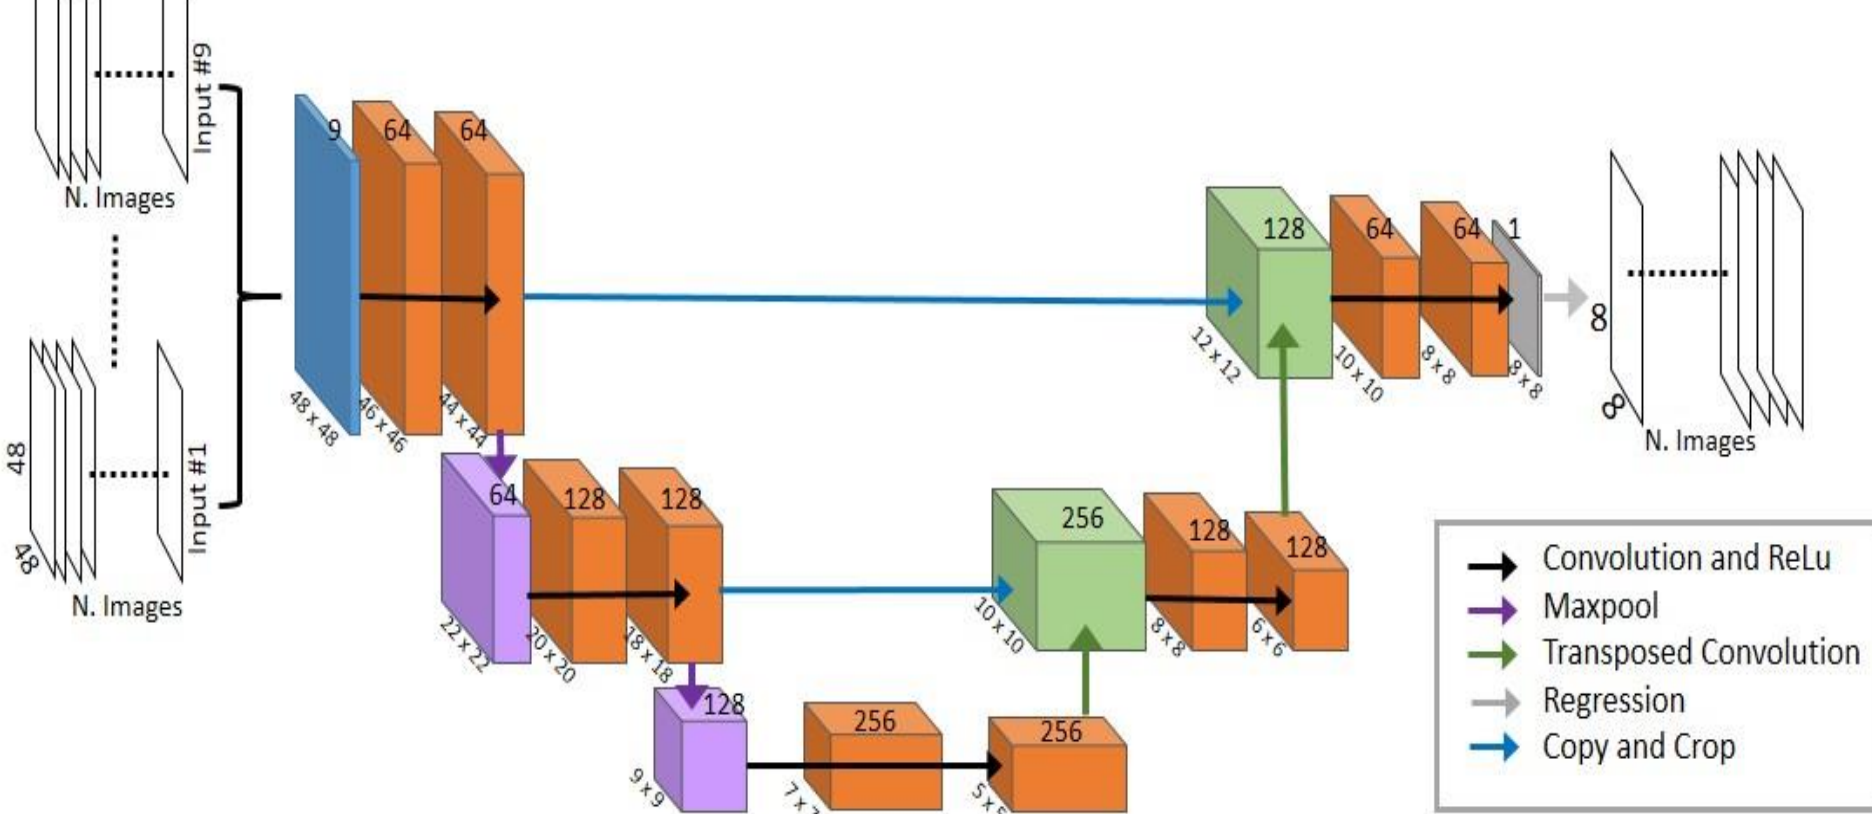 Input #9
N. Images
48
48
Input #1
N. Images
9
64
64
48 x 48
46 x 46
44 x 44
64
128
128
22 x 22
20 x 20
18 x 18
128
256
256
9 x 9
256
128
128
10 x 10
8 x 8
6 x 6
128
64
64
1
12 x 12
10 x 10
8 x 8
8 x 8
8
8
N. Images
Convolution and ReLu
Maxpool
Transposed Convolution
Regression
Copy and Crop